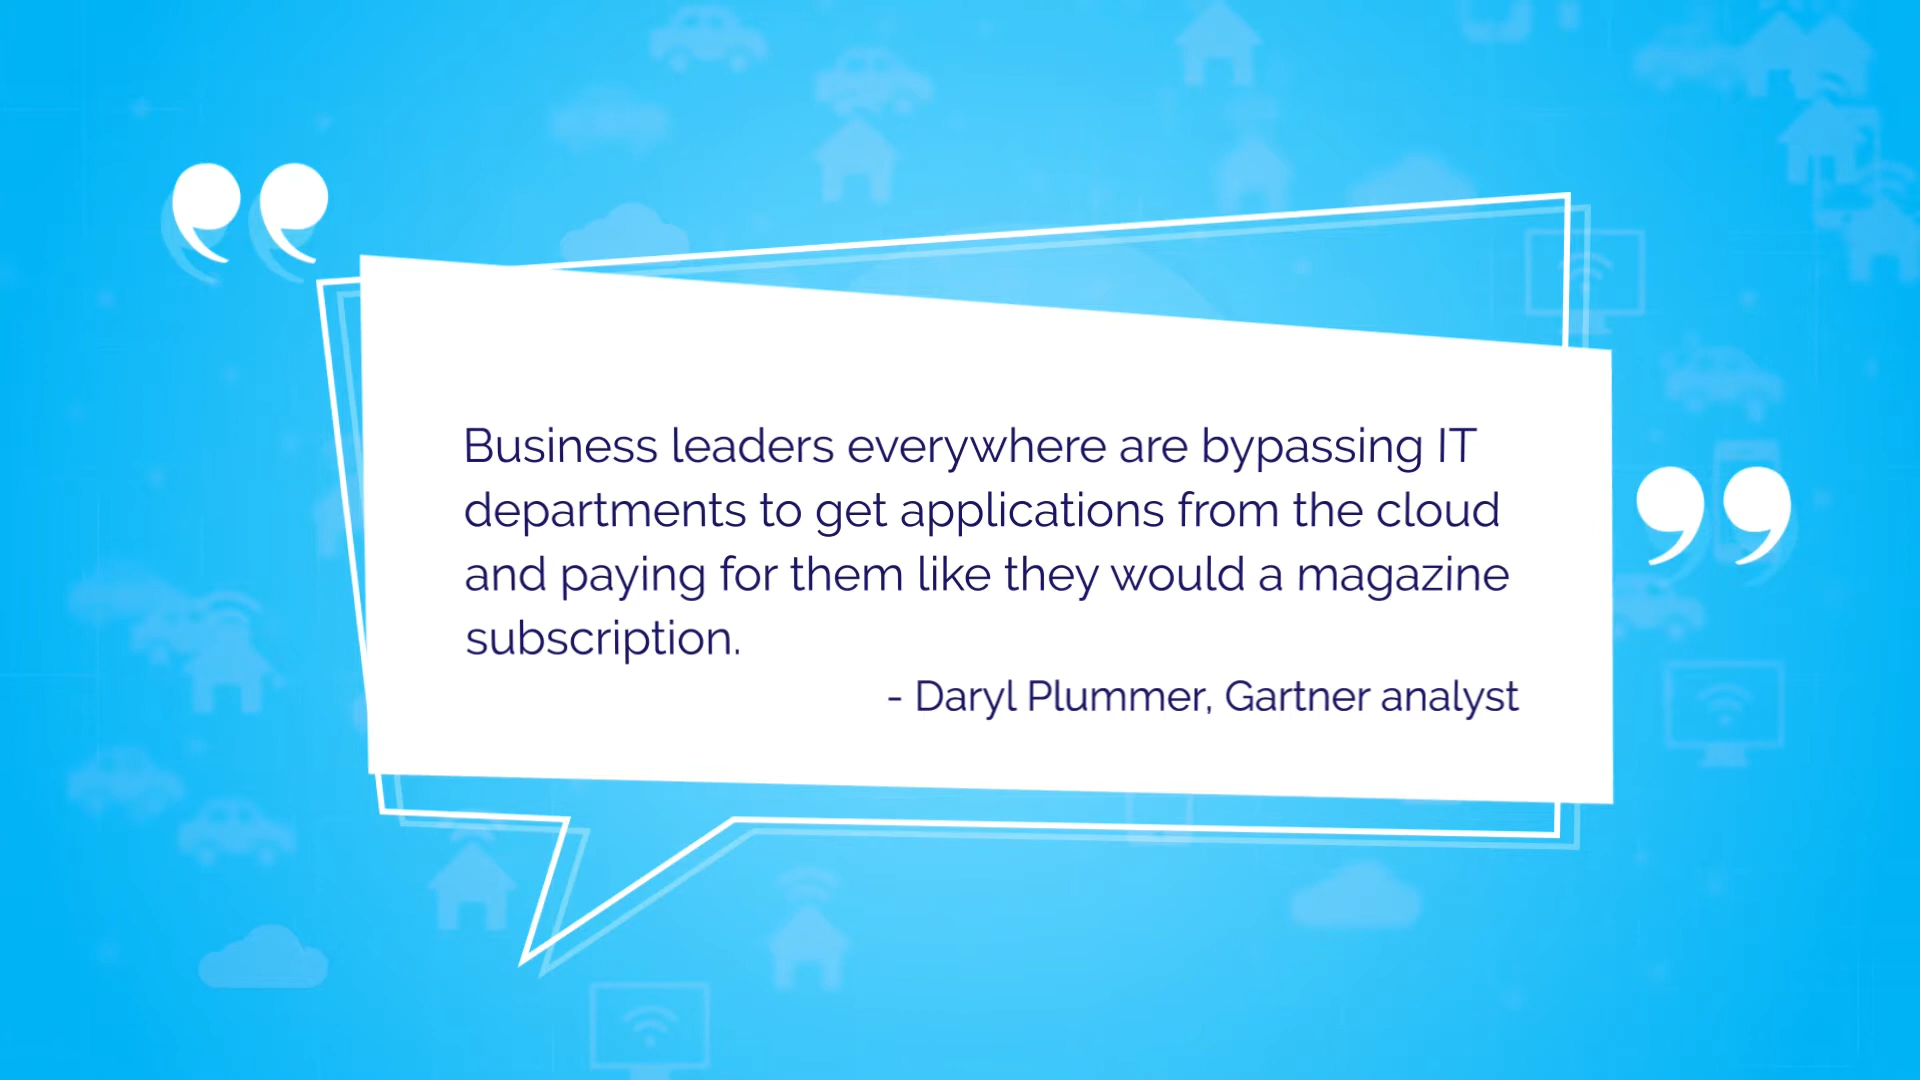 Business leaders everywhere are bypassing IT
departments to get applications from the cloud
and paying for them like they would a magazine
subscription.
- Daryl Plummer, Gartner analyst